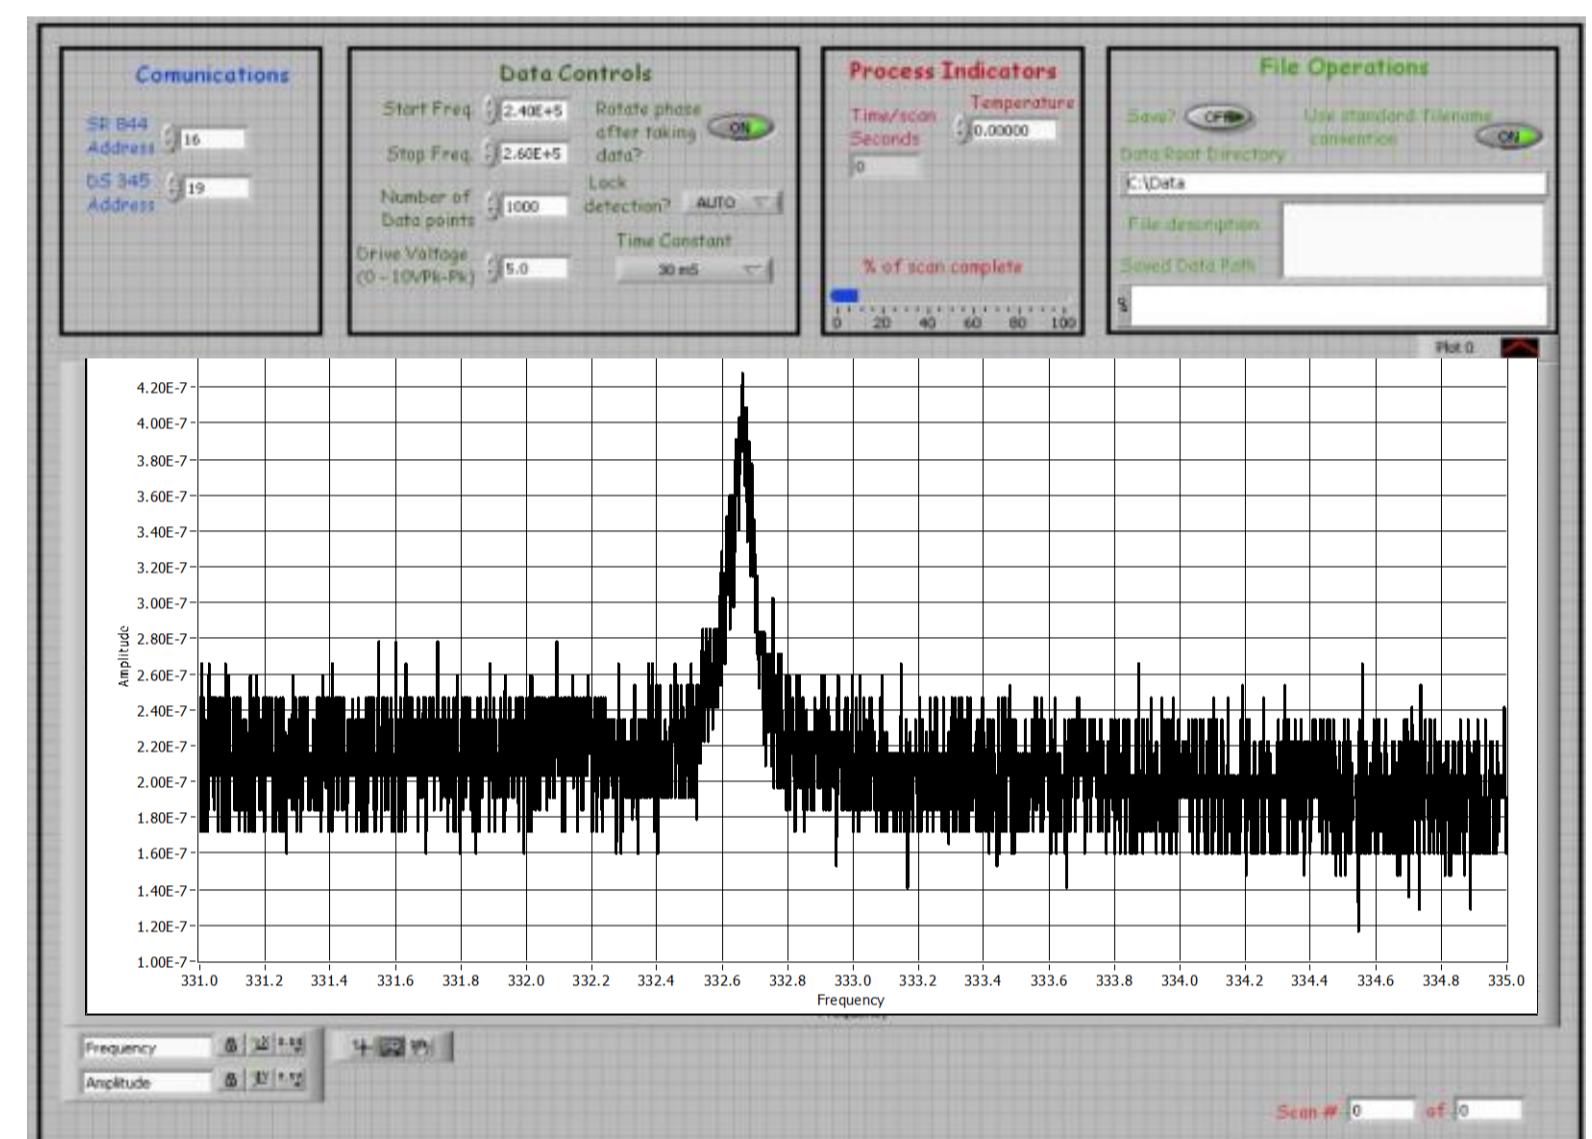 Comunications
SR 844
Address
16
DS 345
Address
19
Data Controls
Start Freq.
2.40E+5
Stop Freq.
2.60E+5
Number of
Data points
1000
Drive Voltage
(0 - 10VPk-Pk)
5.0
Rotate phase
after taking
data?
ON
Lock
detection?
AUTO
Time Constant
30 mS
Process Indicators
Time/scan
Seconds
0
Temperature
0.00000
% of scan complete
0 20 40 60 80 100
File Operations
Save?
OFF
Use standard filename
convention
ON
Data Root Directory
C:\Data
File description
Saved Data Path
Plot 0
4.20E-7
4.00E-7
3.80E-7
3.60E-7
3.40E-7
3.20E-7
3.00E-7
2.80E-7
2.60E-7
2.40E-7
2.20E-7
2.00E-7
1.80E-7
1.60E-7
1.40E-7
1.20E-7
1.00E-7
Amplitude
331.0 331.2 331.4 331.6 331.8 332.0 332.2 332.4 332.6 332.8 333.0 333.2 333.4 333.6 333.8 334.0 334.2 334.4 334.6 334.8 335.0
Frequency
Frequency
Amplitude
Scan # 0 of 0